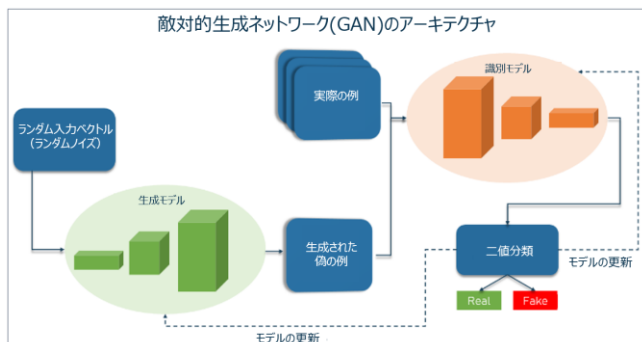 敵対的生成ネットワーク(GAN)のアーキテクチャ
識別モデル
実際の例
ランダム入力ベクトル
(ランダムノイズ)
生成モデル
生成された
偽の例
二値分類
モデルの更新
Real
Fake
モデルの更新